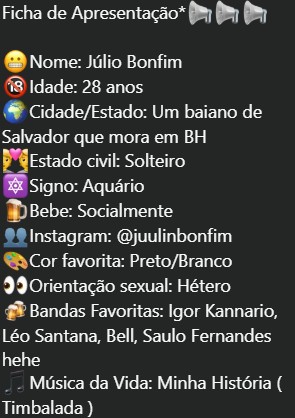 Ficha de Apresentação*📢📢📢
😬Nome: Júlio Bonfim
🔞Idade: 28 anos
🌍Cidade/Estado: Um baiano de
Salvador que mora em BH
👩‍❤️‍👨Estado civil: Solteiro
🔯Signo: Aquário
🍺Bebe: Socialmente
👥Instagram: @juulinbonfim
🎨Cor favorita: Preto/Branco
👀Orientação sexual: Hétero
🍻Bandas Favoritas: Igor Kannario,
Léo Santana, Bell, Saulo Fernandes
hehe
🎵Música da Vida: Minha História (
Timbalada )